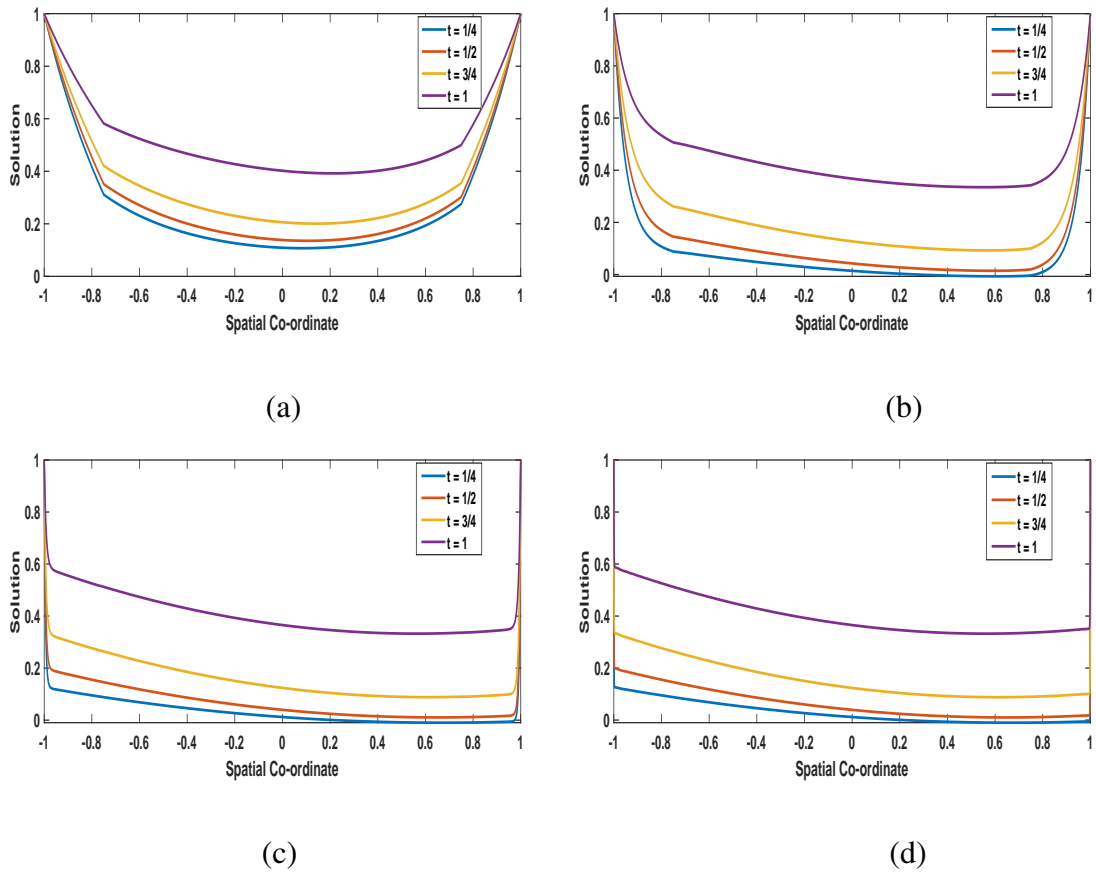 1
0.8
0.6
0.4
0.2
0
Solution
-1 -0.8 -0.6 -0.4 -0.2 0 0.2 0.4 0.6 0.8 1
Spatial Co-ordinate
t = 1/4
t = 1/2
t = 3/4
t = 1
(a)
1
0.8
0.6
0.4
0.2
0
Solution
-1 -0.8 -0.6 -0.4 -0.2 0 0.2 0.4 0.6 0.8 1
Spatial Co-ordinate
t = 1/4
t = 1/2
t = 3/4
t = 1
(b)
1
0.8
0.6
0.4
0.2
0
Solution
-1 -0.8 -0.6 -0.4 -0.2 0 0.2 0.4 0.6 0.8 1
Spatial Co-ordinate
t = 1/4
t = 1/2
t = 3/4
t = 1
(c)
1
0.8
0.6
0.4
0.2
0
Solution
-1 -0.8 -0.6 -0.4 -0.2 0 0.2 0.4 0.6 0.8 1
Spatial Co-ordinate
t = 1/4
t = 1/2
t = 3/4
t = 1
(d)